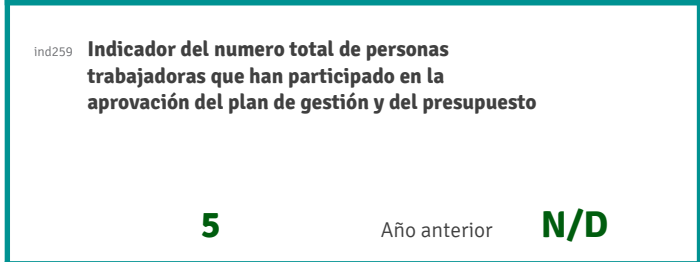 ind259 Indicador del numero total de personas
trabajadoras que han participado en la
aprovación del plan de gestión y del presupuesto
5 Año anterior N/D